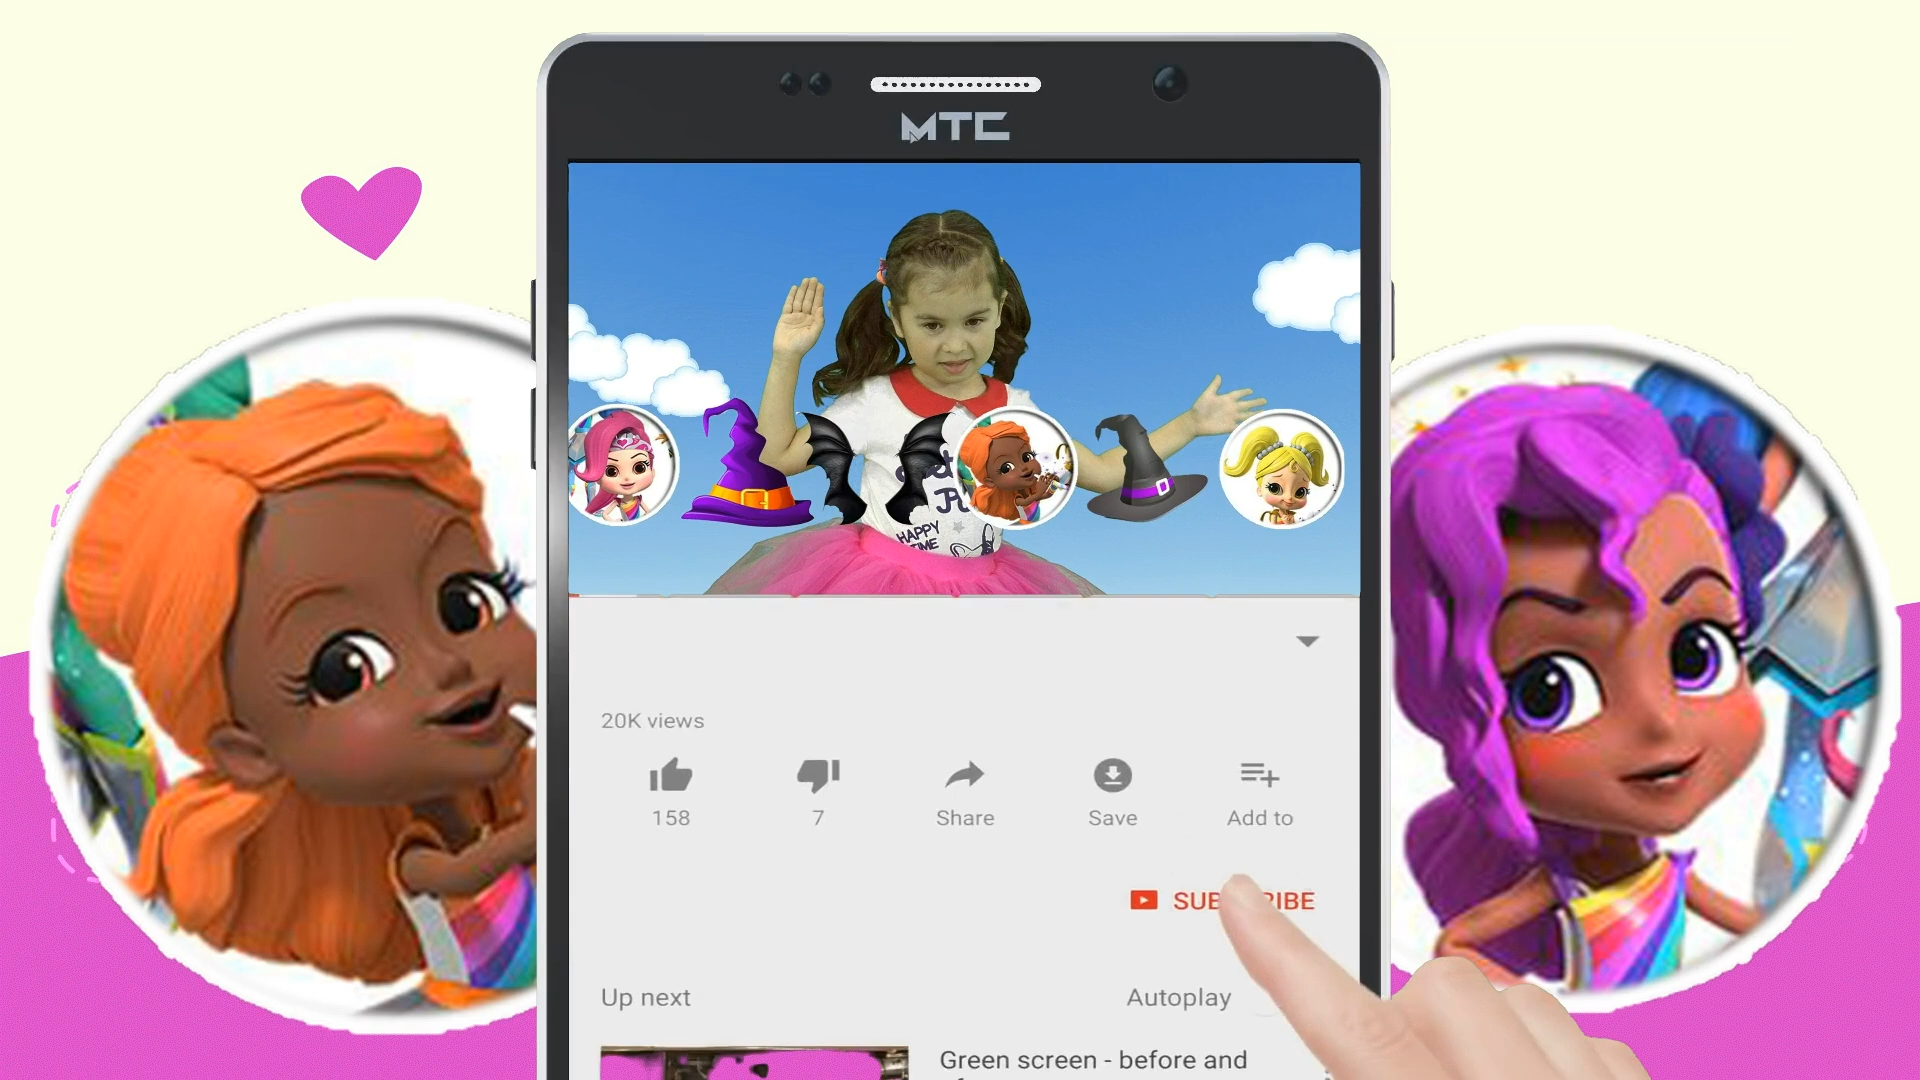 MTC
HAPPY
TIME
20K views
158
7
Share
Save
Add to
Up next
Autoplay
Green screen - before and